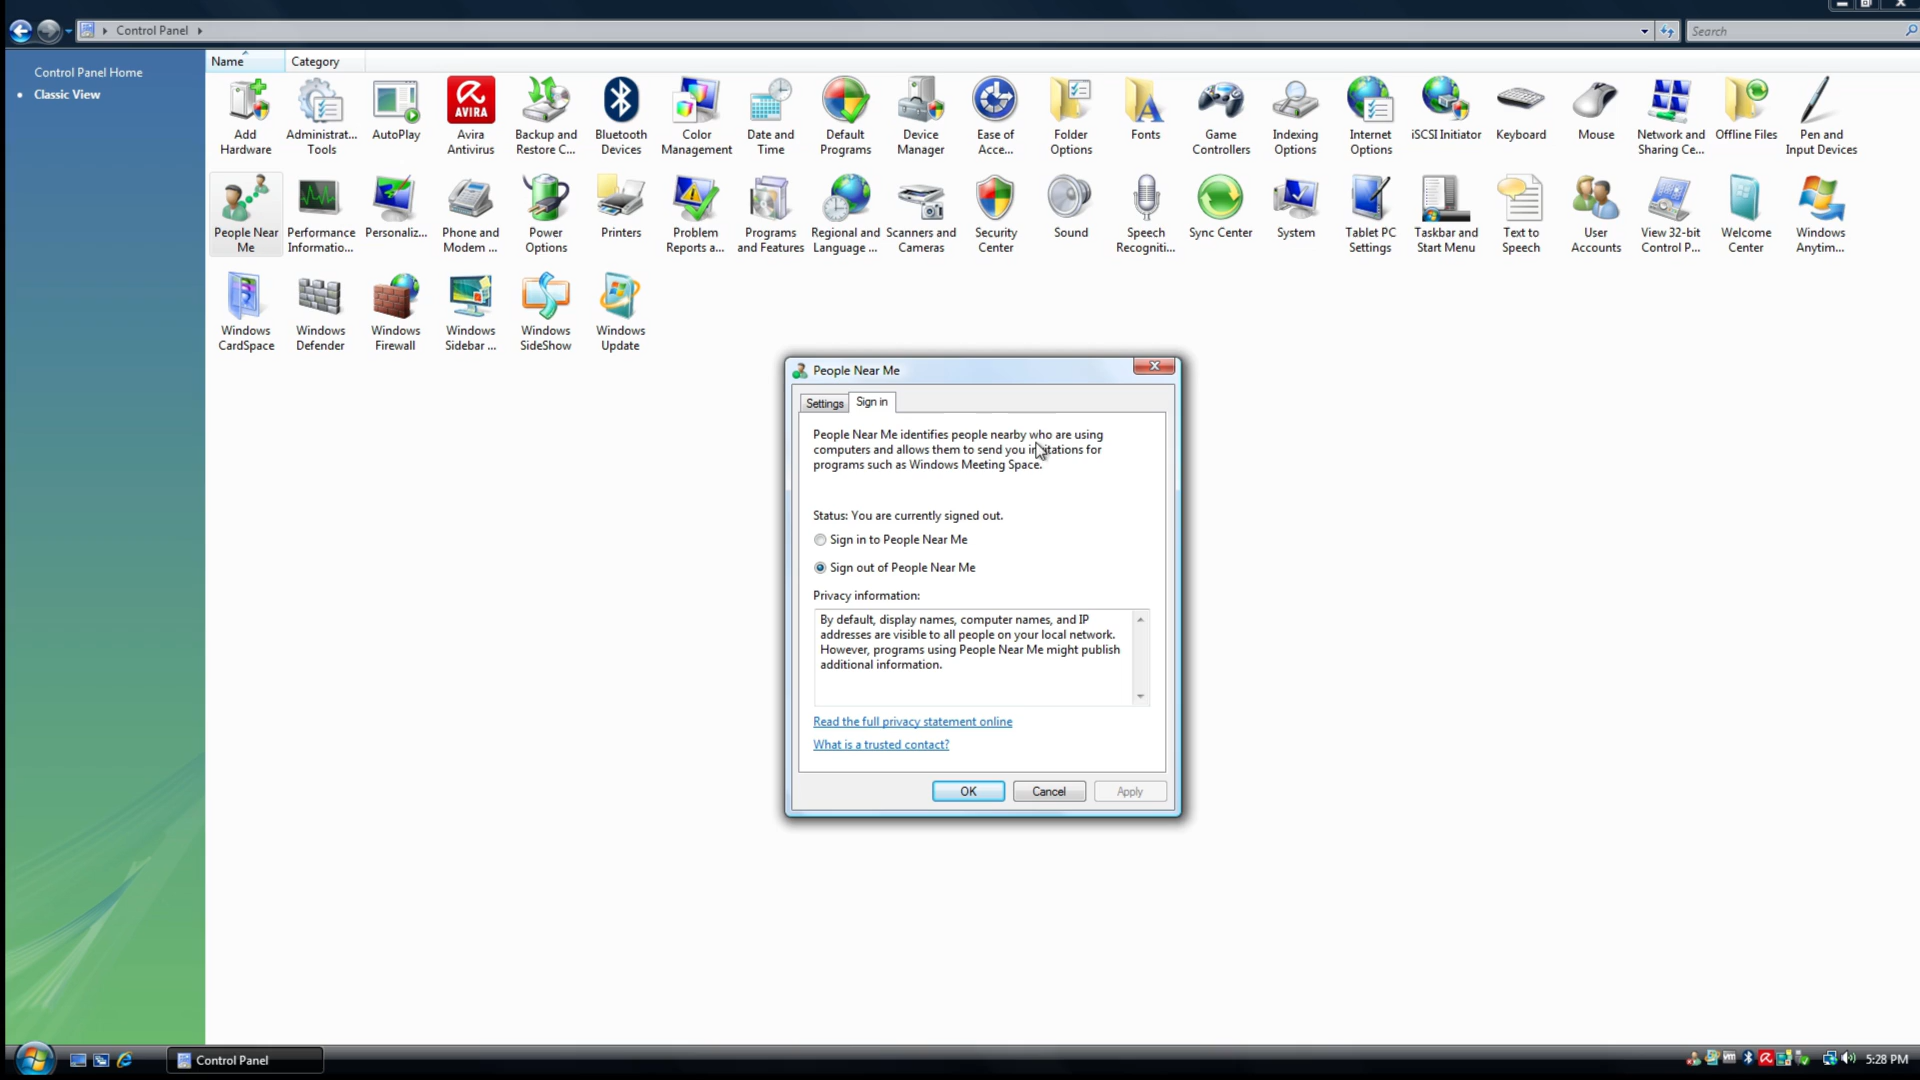 Control Panel
Search
Control Panel Home
Classic View
Name
Category
Add Hardware
Administrat... Tools
AutoPlay
AVIRA
Avira Antivirus
Backup and Restore C...
Bluetooth Devices
Color Management
Date and Time
Default Programs
Device Manager
Ease of Acce...
Folder Options
Fonts
Game Controllers
Indexing Options
Internet Options
iSCSI Initiator
Keyboard
Mouse
Network and Sharing Ce...
Offline Files
Pen and Input Devices
People Near Me
Performance Informatio...
Personaliz...
Phone and Modem ...
Power Options
Printers
Problem Reports a...
Programs and Features
Regional and Language ...
Scanners and Cameras
Security Center
Sound
Speech Recogniti...
Sync Center
System
Tablet PC Settings
Taskbar and Start Menu
Text to Speech
User Accounts
View 32-bit Control P...
Welcome Center
Windows Anytim...
Windows CardSpace
Windows Defender
Windows Firewall
Windows Sidebar ...
Windows SideShow
Windows Update
People Near Me
Settings
Sign in
People Near Me identifies people nearby who are using
computers and allows them to send you invitations for
programs such as Windows Meeting Space.
Status: You are currently signed out.
Sign in to People Near Me
Sign out of People Near Me
Privacy information:
By default, display names, computer names, and IP
addresses are visible to all people on your local network.
However, programs using People Near Me might publish
additional information.
Read the full privacy statement online
What is a trusted contact?
OK
Cancel
Apply
Control Panel
5:28 PM